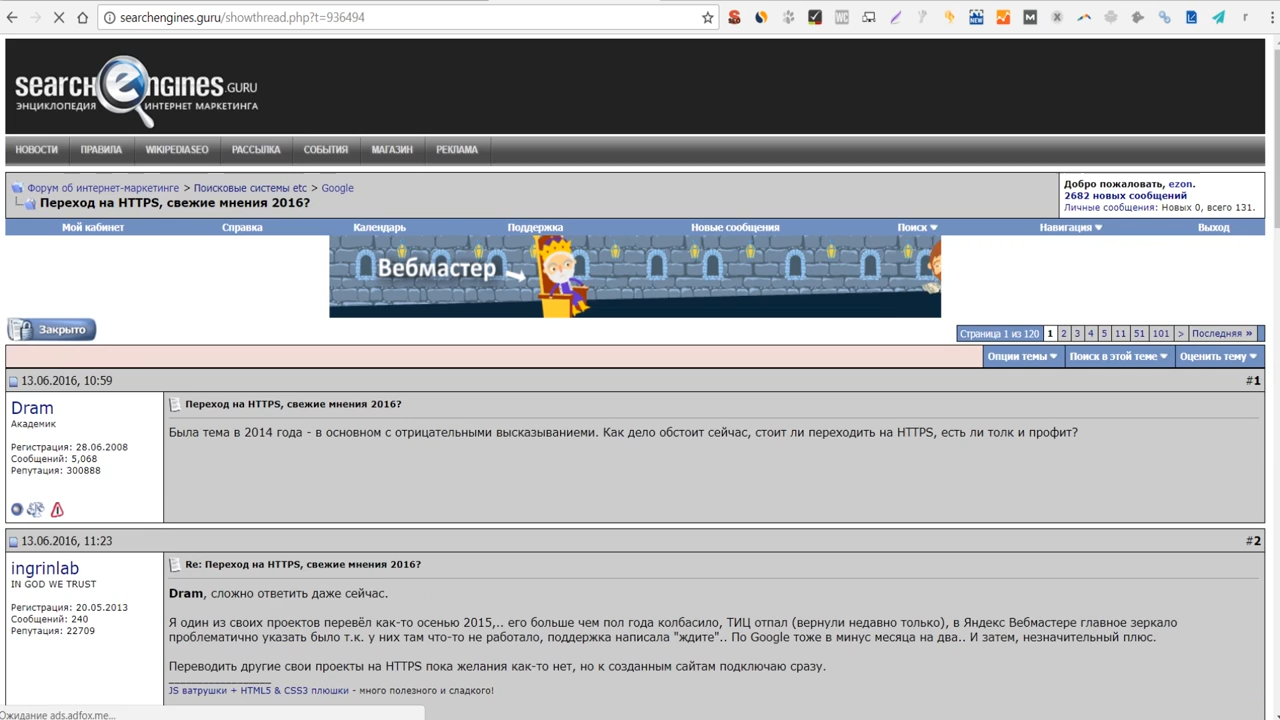 searchengines.guru/showthread.php?t=936494
searchengines.GURU
ЭНЦИКЛОПЕДИЯ ИНТЕРНЕТ МАРКЕТИНГА
НОВОСТИ ПРАВИЛА WIKIPEDIASEO РАССЫЛКА СОБЫТИЯ МАГАЗИН РЕКЛАМА
Форум об интернет-маркетинге > Поисковые системы etc > Google
Переход на HTTPS, свежие мнения 2016?
Добро пожаловать, ezon.
2682 новых сообщений
Личные сообщения: Новых 0, всего 131.
Мой кабинет Справка Календарь Поддержка Новые сообщения Поиск Навигация Выход
Вебмастер
Закрыто
Страница 1 из 120 1 2 3 4 5 11 51 101 > Последняя »
Опции темы Поиск в этой теме Оценить тему
13.06.2016, 10:59 #1
Dram
Академик
Регистрация: 28.06.2008
Сообщений: 5,068
Репутация: 300888
Переход на HTTPS, свежие мнения 2016?
Была тема в 2014 года - в основном с отрицательными высказываниеми. Как дело обстоит сейчас, стоит ли переходить на HTTPS, есть ли толк и профит?
13.06.2016, 11:23 #2
ingrinlab
IN GOD WE TRUST
Регистрация: 20.05.2013
Сообщений: 240
Репутация: 22709
Re: Переход на HTTPS, свежие мнения 2016?
Dram, сложно ответить даже сейчас.
Я один из своих проектов перевёл как-то осенью 2015,.. его больше чем пол года колбасило, ТИЦ отпал (вернули недавно только), в Яндекс Вебмастере главное зеркало
проблематично указать было т.к. у них там что-то не работало, поддержка написала "ждите".. По Google тоже в минус месяца на два.. И затем, незначительный плюс.
Переводить другие свои проекты на HTTPS пока желания как-то нет, но к созданным сайтам подключаю сразу.
JS ватрушки + HTML5 & CSS3 плюшки - много полезного и сладкого!
Ожидание ads.adfox.me...